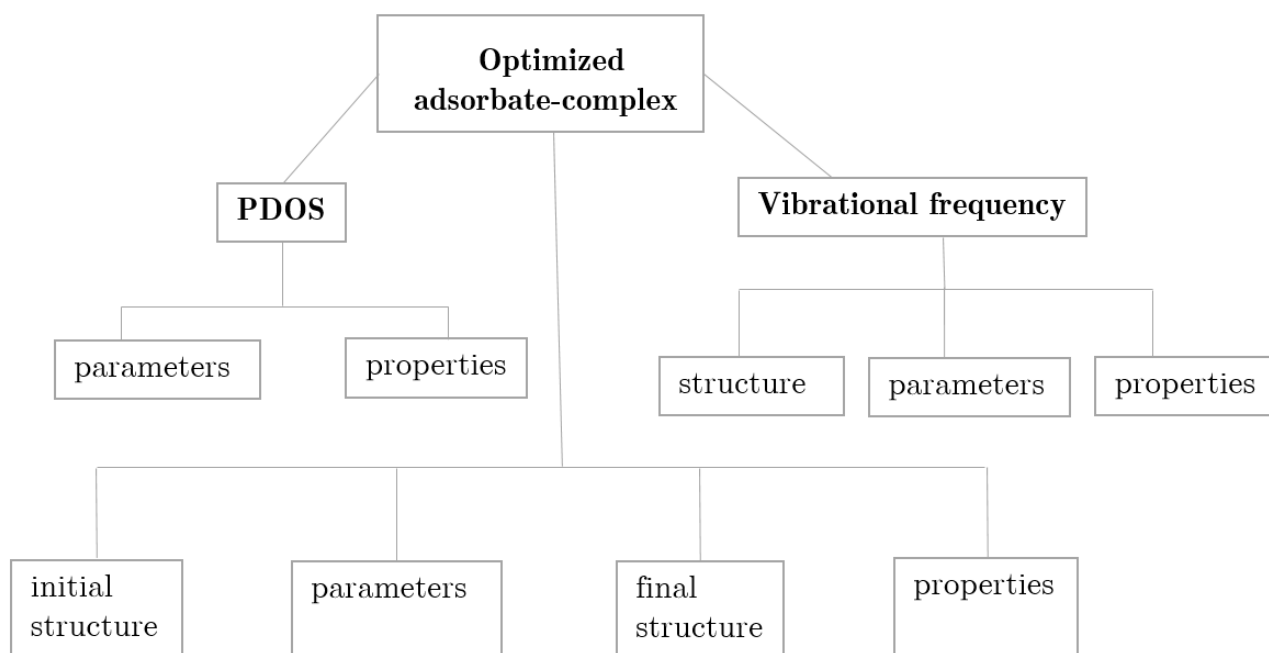 Optimized
adsorbate-complex
PDOS
Vibrational frequency
parameters
properties
structure
parameters
properties
initial
structure
parameters
final
structure
properties